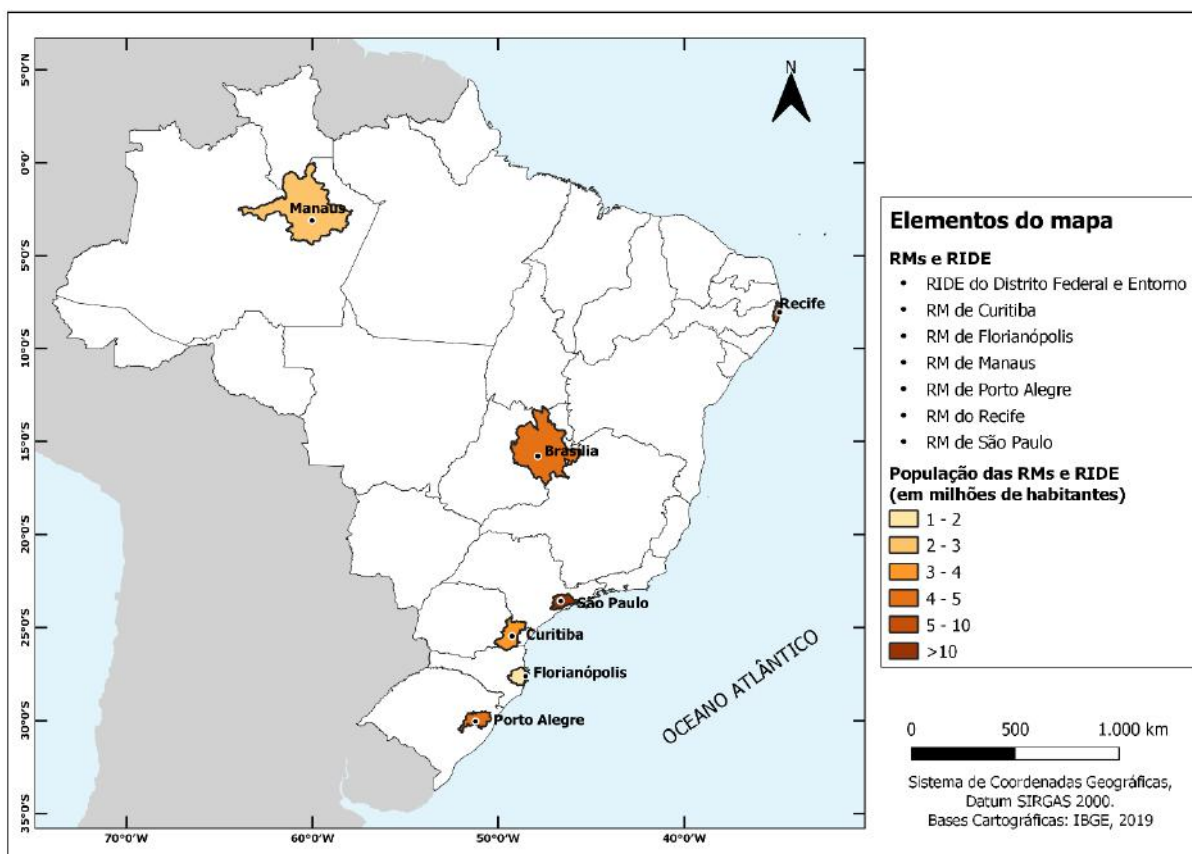 N
5°0'N
0°0'
5°0'S
10°0'S
15°0'S
20°0'S
25°0'S
30°0'S
35°0'S
Manaus
Recife
Brasília
São Paulo
Curitiba
Florianópolis
Porto Alegre
OCEANO ATLÂNTICO
70°0'W
60°0'W
50°0'W
40°0'W
Elementos do mapa
RMs e RIDE
• RIDE do Distrito Federal e Entorno
• RM de Curitiba
• RM de Florianópolis
• RM de Manaus
• RM de Porto Alegre
• RM do Recife
• RM de São Paulo
População das RMs e RIDE
(em milhões de habitantes)
1 - 2
2 - 3
3 - 4
4 - 5
5 - 10
>10
0 500 1.000 km
Sistema de Coordenadas Geográficas,
Datum SIRGAS 2000.
Bases Cartográficas: IBGE, 2019